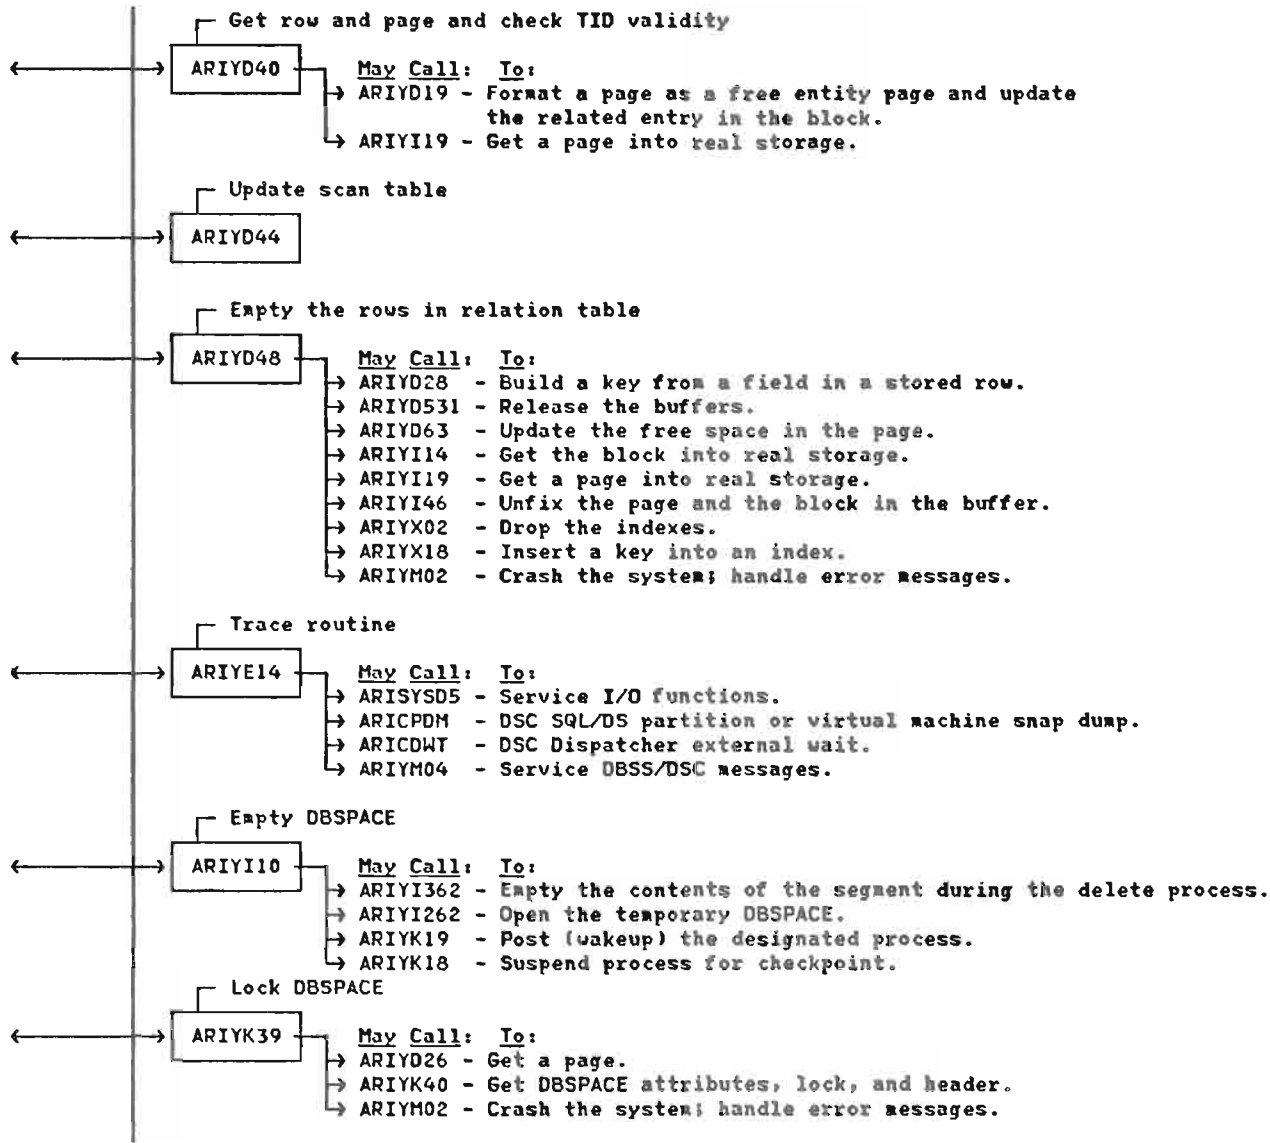 Get row and page and check TID validity
ARIYD40
May Call: To:
ARIYD19 - Format a page as a free entity page and update
the related entry in the block.
ARIYI19 - Get a page into real storage.
Update scan table
ARIYD44
Empty the rows in relation table
ARIYD48
May Call: To:
ARIYD28 - Build a key from a field in a stored row.
ARIYD531 - Release the buffers.
ARIYD63 - Update the free space in the page.
ARIYI14 - Get the block into real storage.
ARIYI19 - Get a page into real storage.
ARIYI46 - Unfix the page and the block in the buffer.
ARIYX02 - Drop the indexes.
ARIYX18 - Insert a key into an index.
ARIYM02 - Crash the system; handle error messages.
Trace routine
ARIYE14
May Call: To:
ARISYSD5 - Service I/O functions.
ARICPDM - DSC SQL/DS partition or virtual machine snap dump.
ARICDWT - DSC Dispatcher external wait.
ARIYM04 - Service DBSS/DSC messages.
Empty DBSPACE
ARIYI10
May Call: To:
ARIYI362 - Empty the contents of the segment during the delete process.
ARIYI262 - Open the temporary DBSPACE.
ARIYK19 - Post (wakeup) the designated process.
ARIYK18 - Suspend process for checkpoint.
Lock DBSPACE
ARIYK39
May Call: To:
ARIYD26 - Get a page.
ARIYK40 - Get DBSPACE attributes, lock, and header.
ARIYM02 - Crash the system; handle error messages.